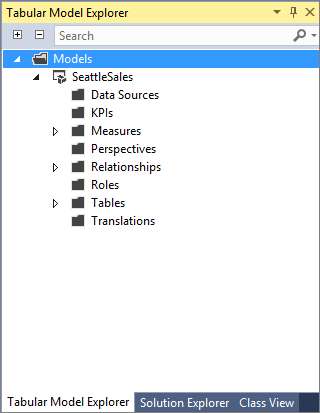 Tabular Model Explorer
Search
Models
SeattleSales
Data Sources
KPIs
Measures
Perspectives
Relationships
Roles
Tables
Translations
Tabular Model Explorer Solution Explorer Class View